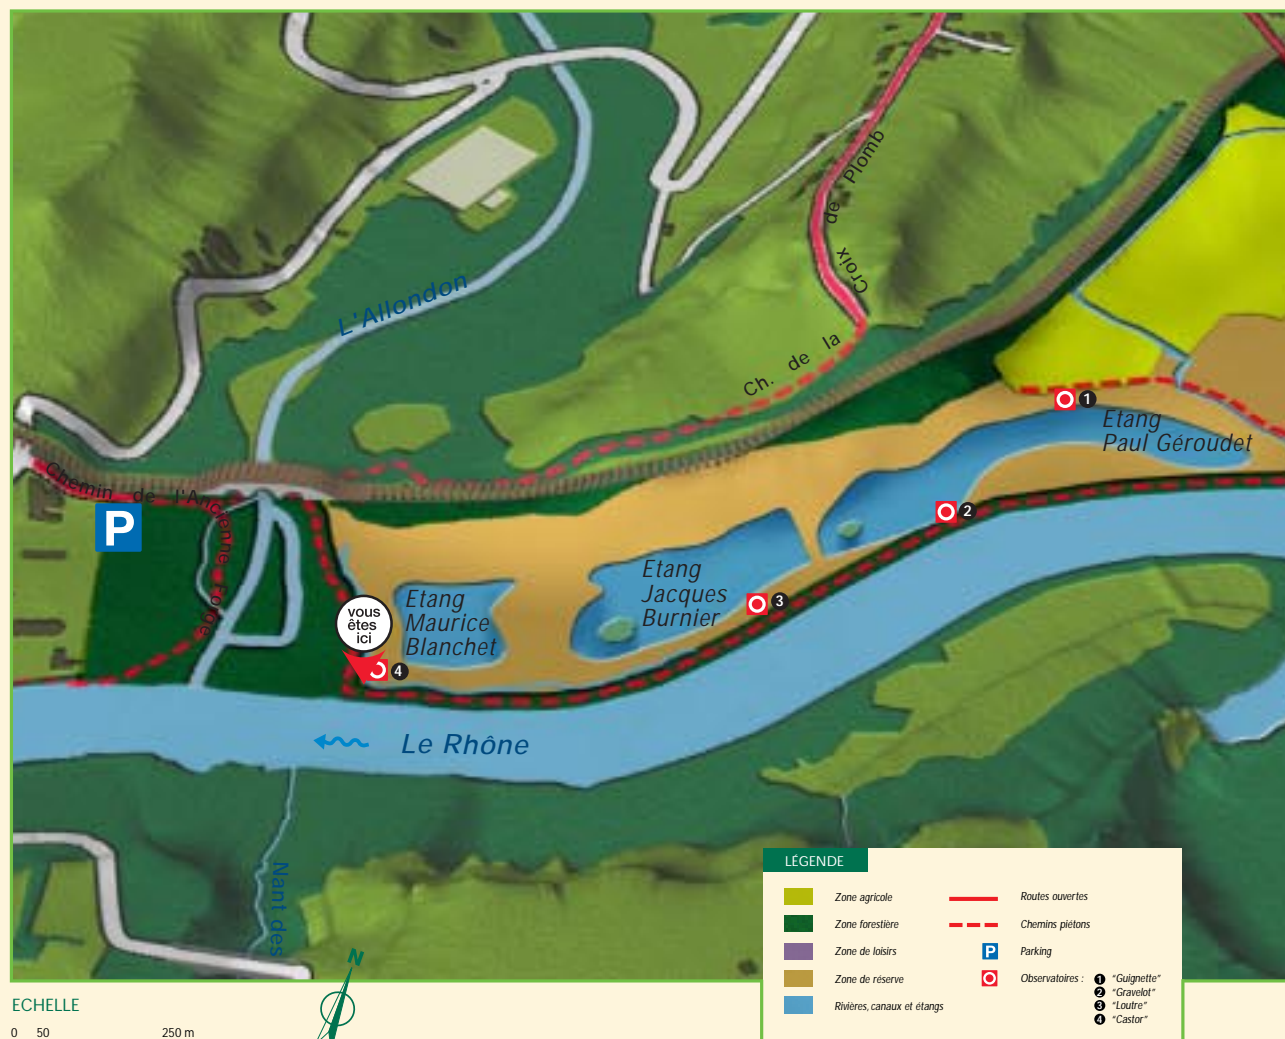 L'Allondon
Ch. de la Croix de Plomb
Chemin de l'Ancienne Forge
P
vous
êtes
ici
4
Etang
Maurice
Blanchet
Etang
Jacques
Burnier
3
2
1
Etang
Paul Géroudet
Le Rhône
Nant des
N
ECHELLE
0 50 250 m
LÉGENDE
Zone agricole
Zone forestière
Zone de loisirs
Zone de réserve
Rivières, canaux et étangs
Routes ouvertes
Chemins piétons
P Parking
Observatoires : 1 "Guignette"
2 "Gravelot"
3 "Loutre"
4 "Castor"